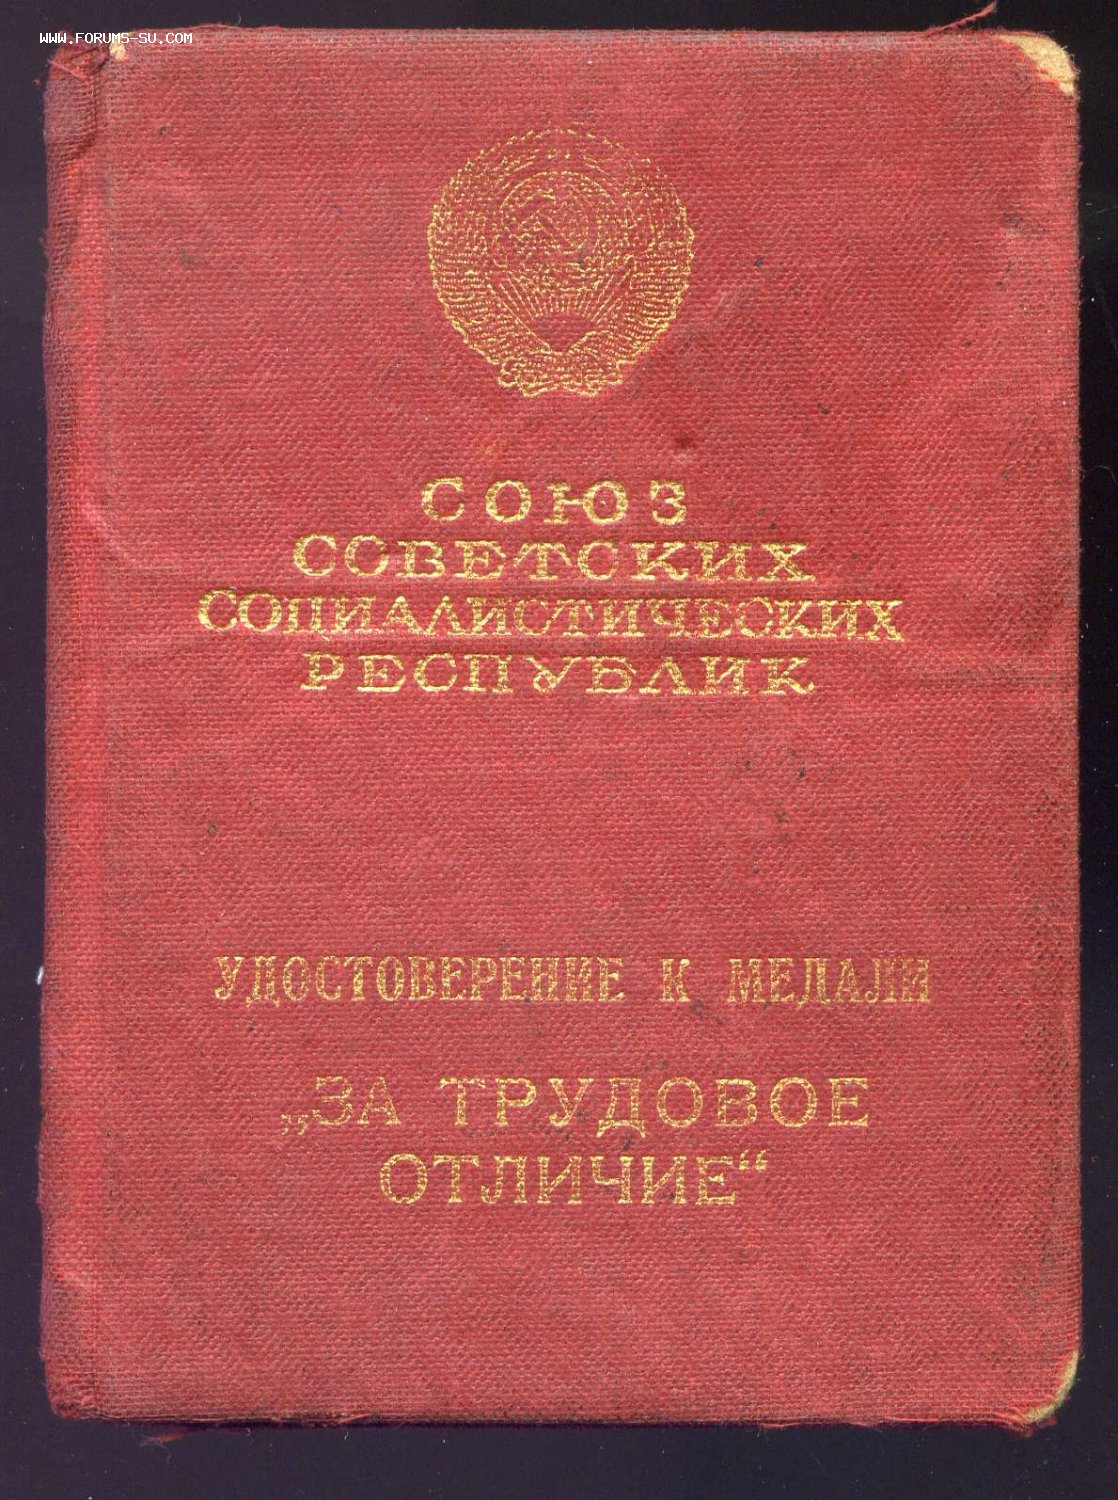 WWW.FORUMS-SU.COM
СОЮЗ
СОВЕТСКИХ
СОЦИАЛИСТИЧЕСКИХ
РЕСПУБЛИК
УДОСТОВЕРЕНИЕ К МЕДАЛИ
„ЗА ТРУДОВОЕ
ОТЛИЧИЕ“